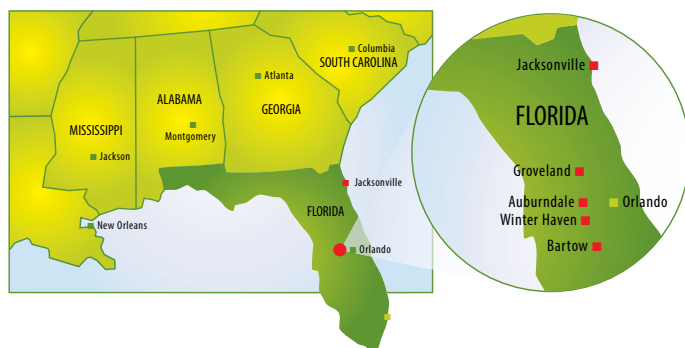 Columbia
SOUTH CAROLINA
Atlanta
ALABAMA
GEORGIA
MISSISSIPPI
Montgomery
Jackson
Jacksonville
FLORIDA
New Orleans
Orlando
Jacksonville
FLORIDA
Groveland
Auburndale
Orlando
Winter Haven
Bartow